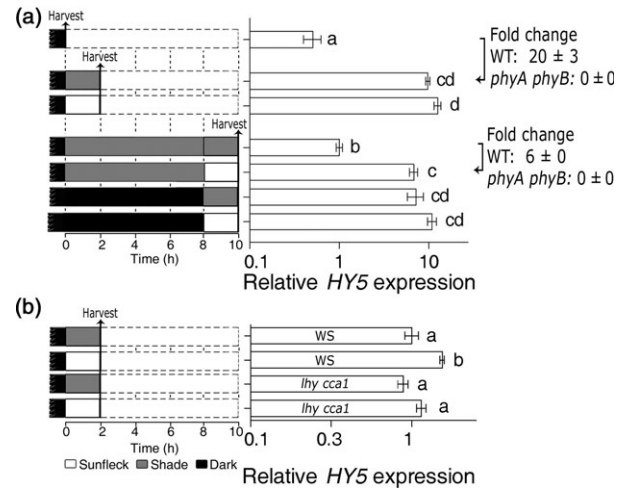 (a)
Harvest
a
Fold change
WT: 20 ± 3
phyA phyB: 0 ± 0
Harvest
cd
d
Harvest
b
Fold change
WT: 6 ± 0
phyA phyB: 0 ± 0
c
cd
cd
0 2 4 6 8 10
Time (h)
0.1 1 10
Relative HY5 expression
(b)
Harvest
WS a
WS b
lhy cca1 a
lhy cca1 a
0 2 4 6 8 10
Time (h)
0.1 0.3 1
Sunfleck Shade Dark
Relative HY5 expression